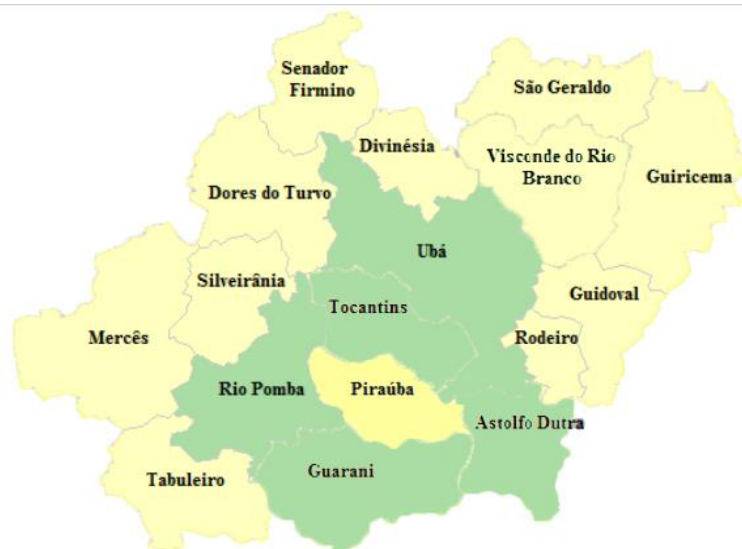 Senador
Firmino
São Geraldo
Divinésia
Visconde do Rio
Branco
Guiricema
Dores do Turvo
Ubá
Silveirânia
Guidoval
Tocantins
Mercês
Rodeiro
Rio Pomba
Piraúba
Astolfo Dutra
Guarani
Tabuleiro